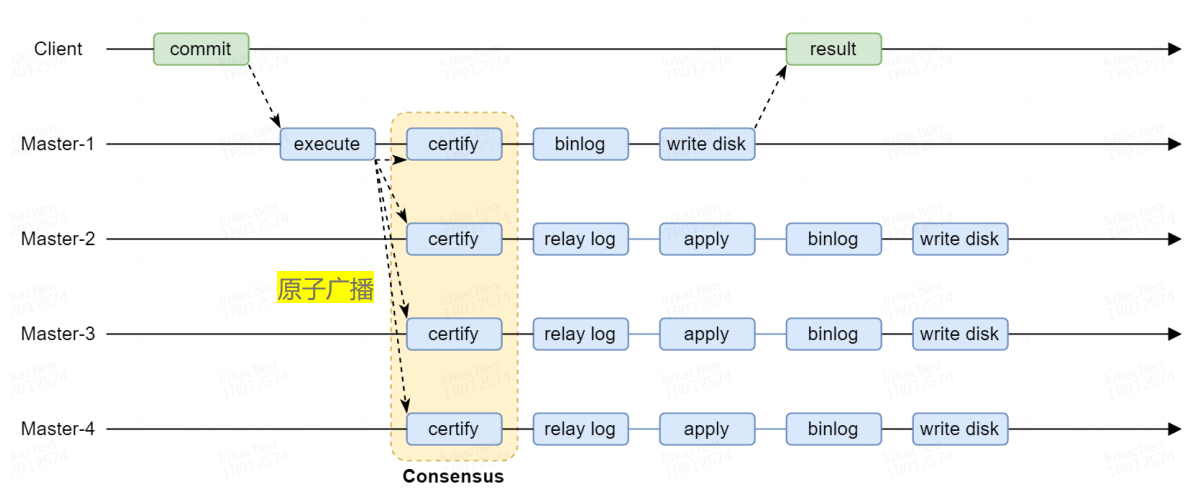 Client commit result
Master-1 execute certify binlog write disk
Master-2 certify relay log apply binlog write disk
原子广播
Master-3 certify relay log apply binlog write disk
Master-4 certify relay log apply binlog write disk
Consensus
lukachen
TR012574